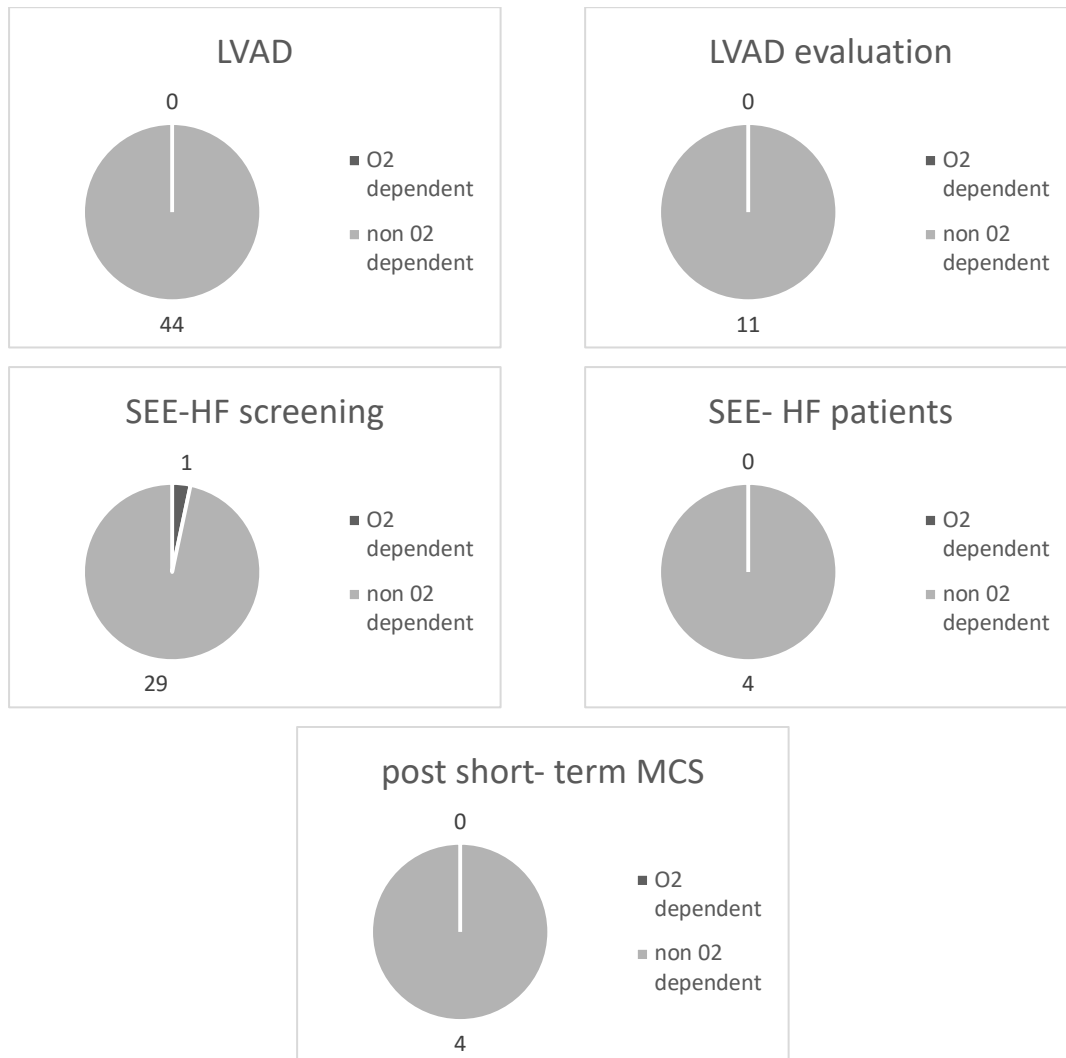 LVAD
0
O2
dependent
non 02
dependent
44
LVAD evaluation
0
O2
dependent
non 02
dependent
11
SEE-HF screening
1
O2
dependent
non 02
dependent
29
SEE- HF patients
0
O2
dependent
non 02
dependent
4
post short- term MCS
0
O2
dependent
non 02
dependent
4